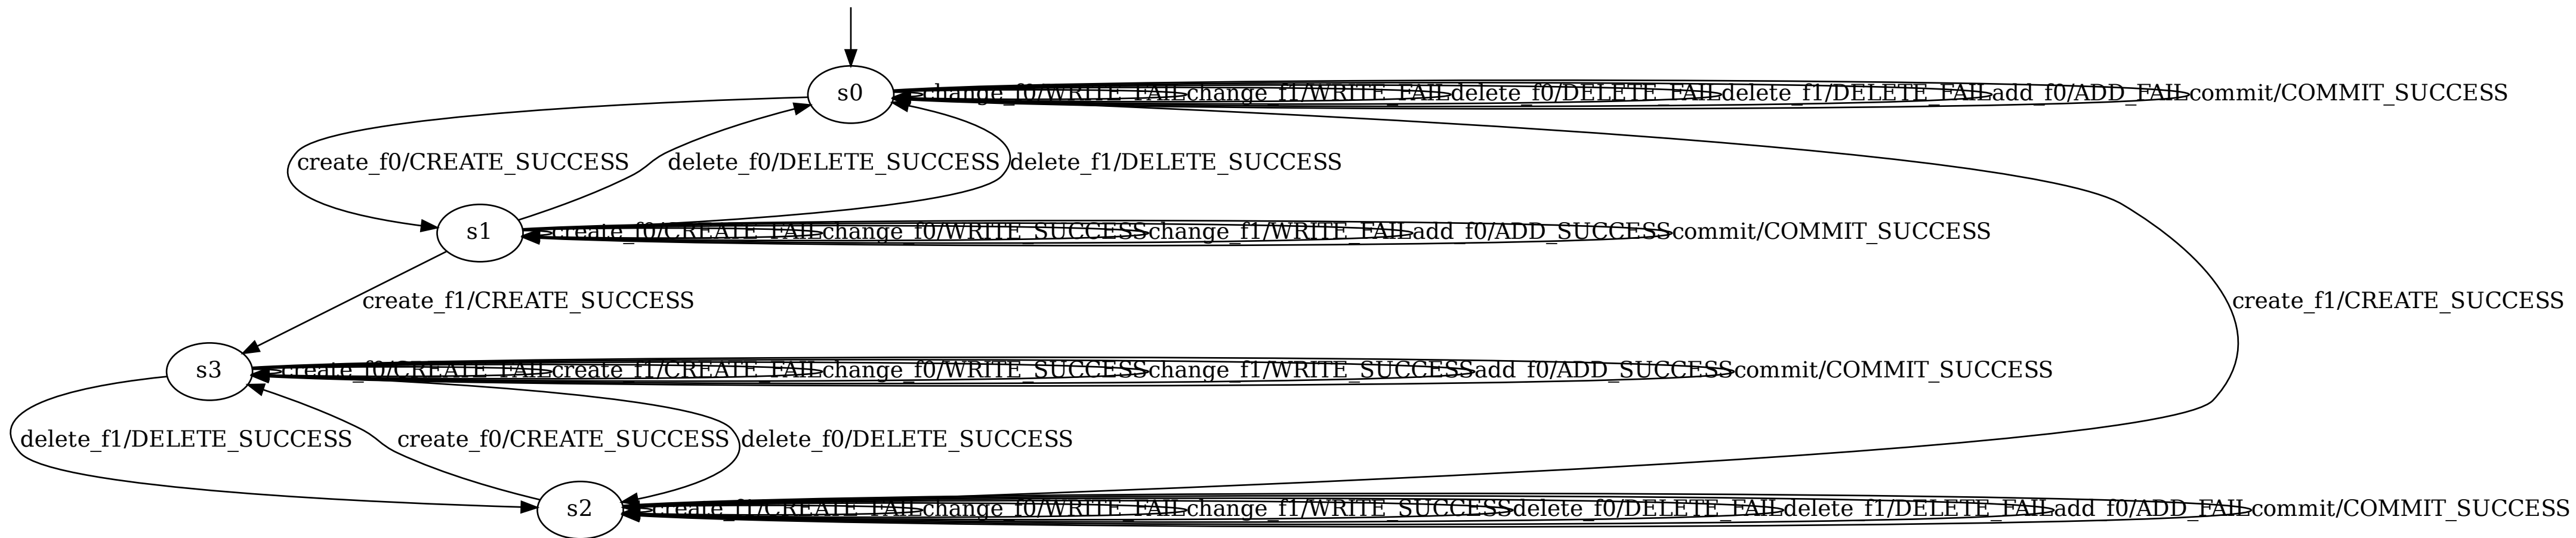 s0
change_f0/WRITE_FAIL
change_f1/WRITE_FAIL
delete_f0/DELETE_FAIL
delete_f1/DELETE_FAIL
add_f0/ADD_FAIL
commit/COMMIT_SUCCESS
create_f0/CREATE_SUCCESS
delete_f0/DELETE_SUCCESS
delete_f1/DELETE_SUCCESS
s1
create_f0/CREATE_FAIL
change_f0/WRITE_SUCCESS
change_f1/WRITE_FAIL
add_f0/ADD_SUCCESS
commit/COMMIT_SUCCESS
create_f1/CREATE_SUCCESS
create_f1/CREATE_SUCCESS
s3
create_f0/CREATE_FAIL
create_f1/CREATE_FAIL
change_f0/WRITE_SUCCESS
change_f1/WRITE_SUCCESS
add_f0/ADD_SUCCESS
commit/COMMIT_SUCCESS
delete_f1/DELETE_SUCCESS
create_f0/CREATE_SUCCESS
delete_f0/DELETE_SUCCESS
s2
create_f1/CREATE_FAIL
change_f0/WRITE_FAIL
change_f1/WRITE_SUCCESS
delete_f0/DELETE_FAIL
delete_f1/DELETE_FAIL
add_f0/ADD_FAIL
commit/COMMIT_SUCCESS